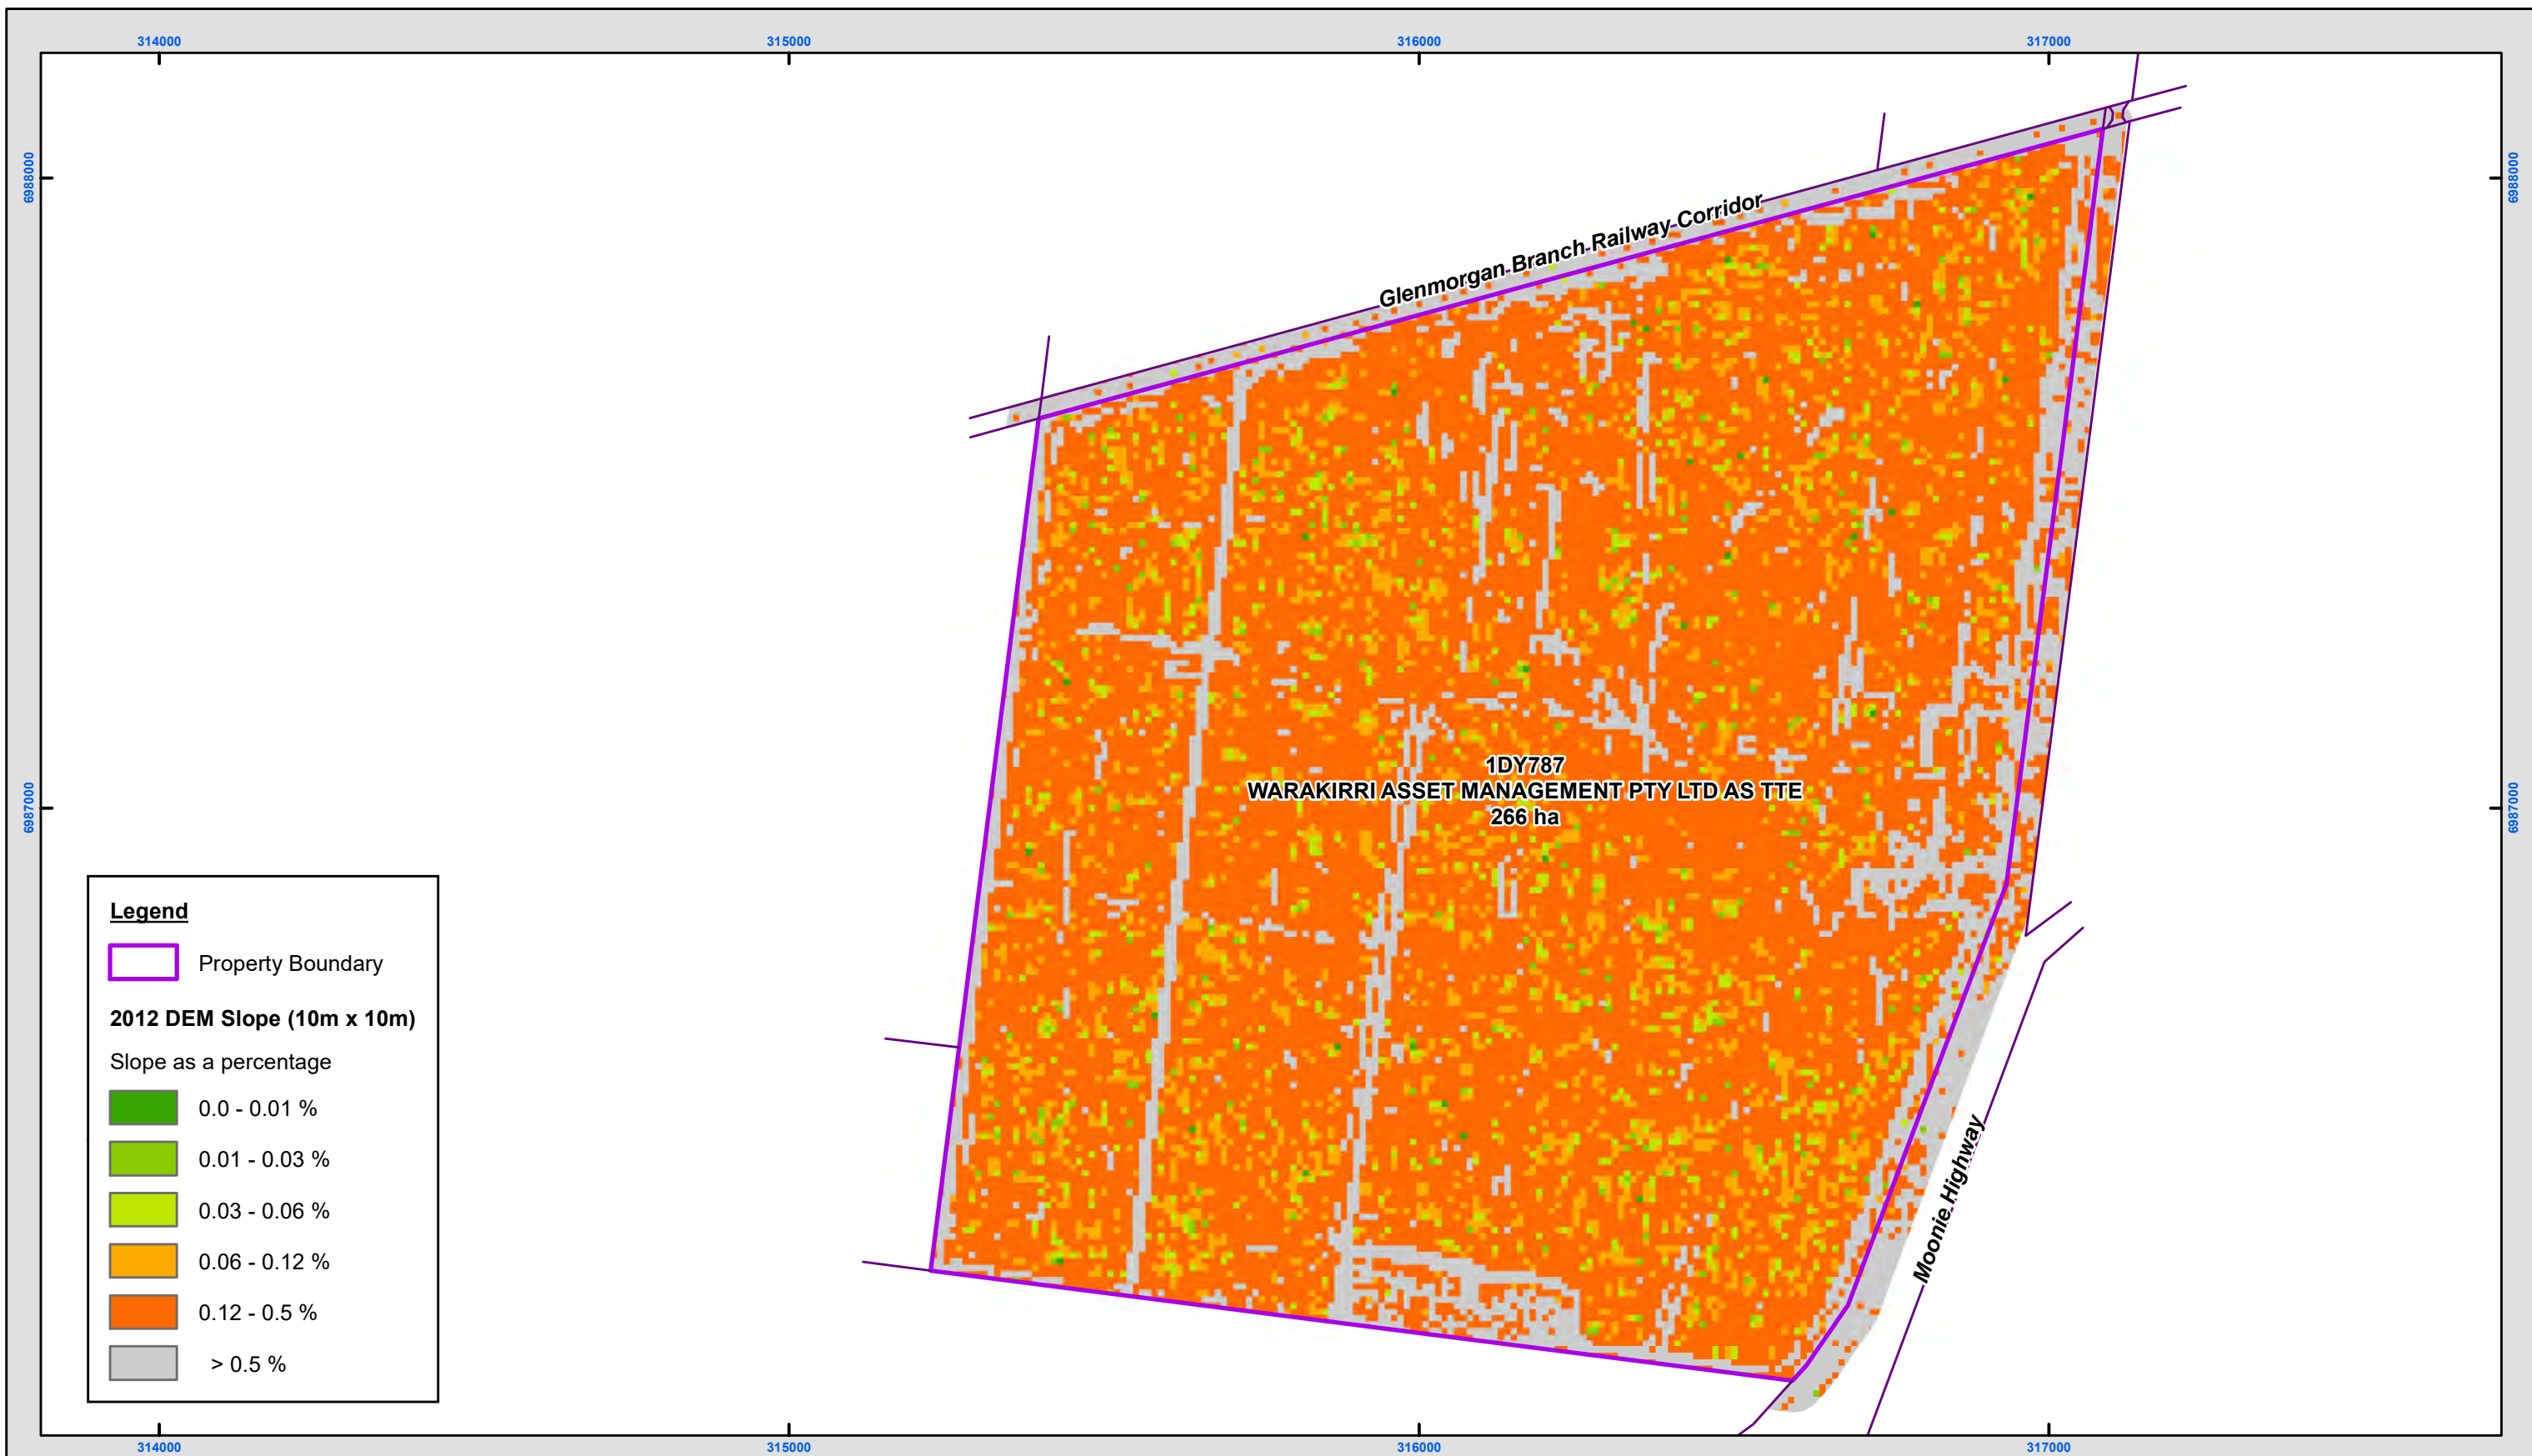 314000
315000
316000
317000
6988000
6988000
Glenmorgan Branch Railway Corridor
6987000
6987000
1DY787
WARAKIRRI ASSET MANAGEMENT PTY LTD AS TTE
266 ha
Moonie Highway
Legend
Property Boundary
2012 DEM Slope (10m x 10m)
Slope as a percentage
0.0 - 0.01 %
0.01 - 0.03 %
0.03 - 0.06 %
0.06 - 0.12 %
0.12 - 0.5 %
> 0.5 %
314000
315000
316000
317000